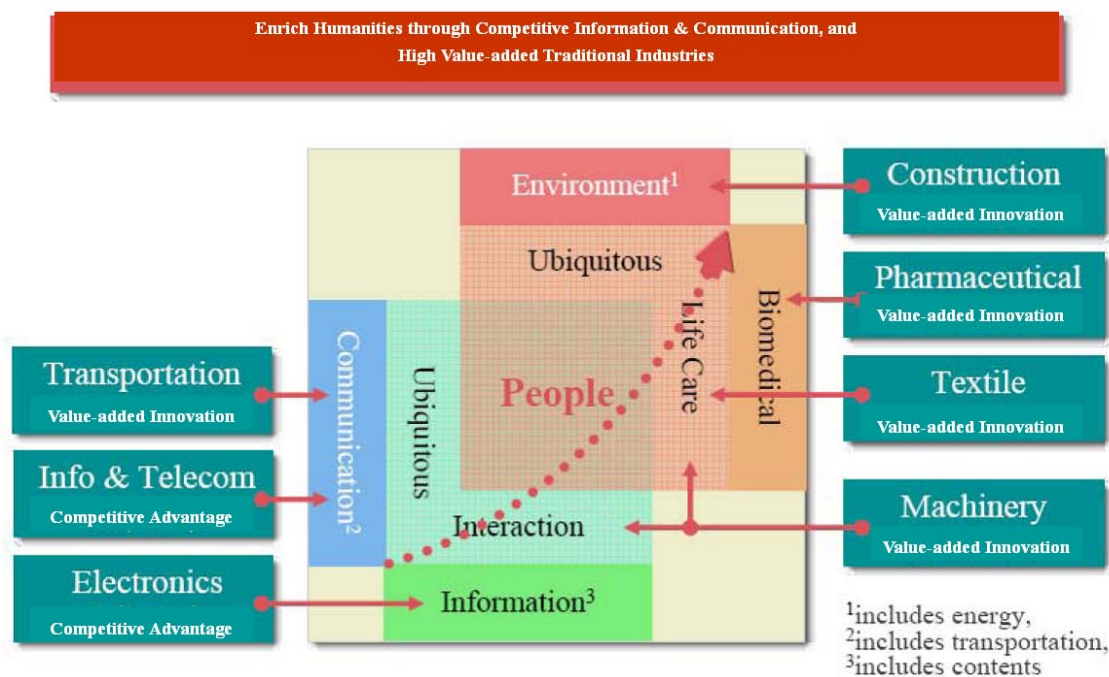 Enrich Humanities through Competitive Information & Communication, and
High Value-added Traditional Industries
Environment¹
Ubiquitous
Life Care
Biomedical
Communication²
Ubiquitous
People
Interaction
Information³
Transportation
Value-added Innovation
Info & Telecom
Competitive Advantage
Electronics
Competitive Advantage
Construction
Value-added Innovation
Pharmaceutical
Value-added Innovation
Textile
Value-added Innovation
Machinery
Value-added Innovation
¹includes energy,
²includes transportation,
³includes contents